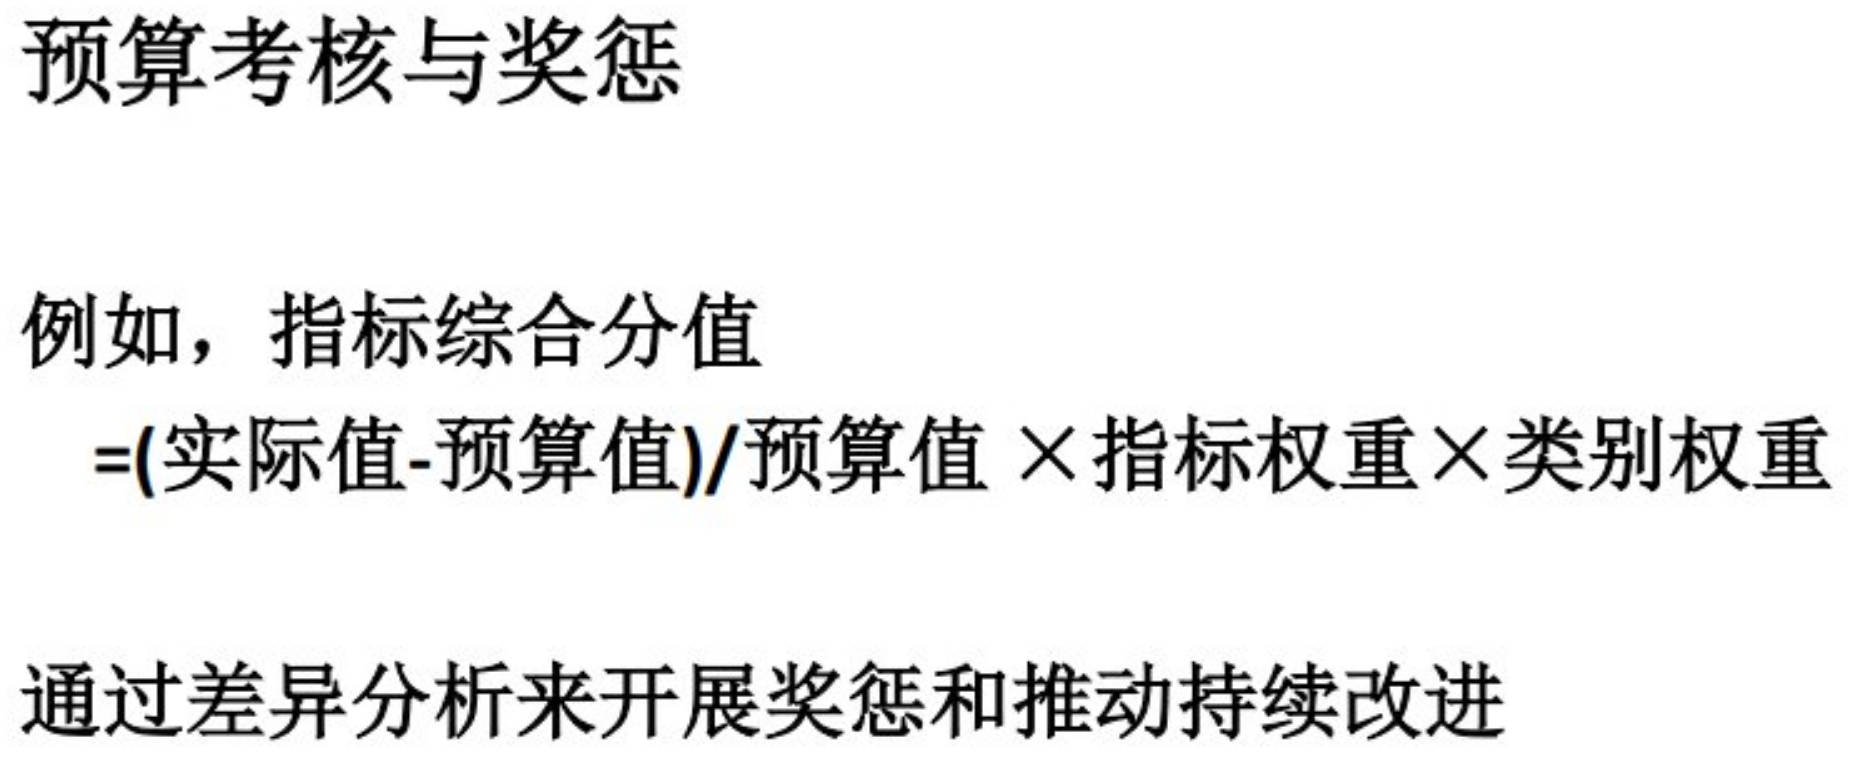 预算考核与奖惩
例如，指标综合分值
=(实际值-预算值)/预算值 ×指标权重×类别权重
通过差异分析来开展奖惩和推动持续改进